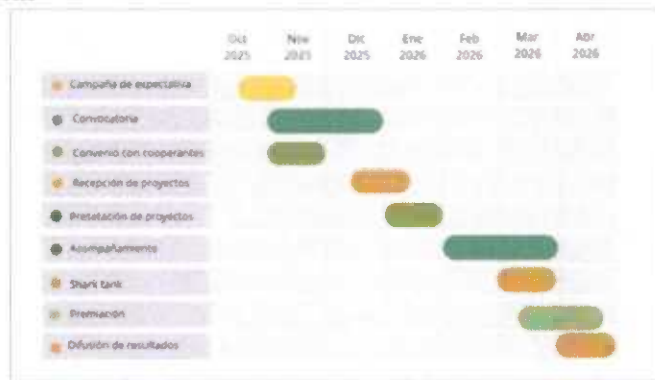 Oct Nov Dic Ene Feb Mar Abr
2025 2025 2025 2026 2026 2026 2026
Campaña de expectativa
Convocatoria
Convenio con cooperantes
Recepción de proyectos
Presetación de proyectos
Acompañamiento
Shark tank
Premiación
Difusión de resultados